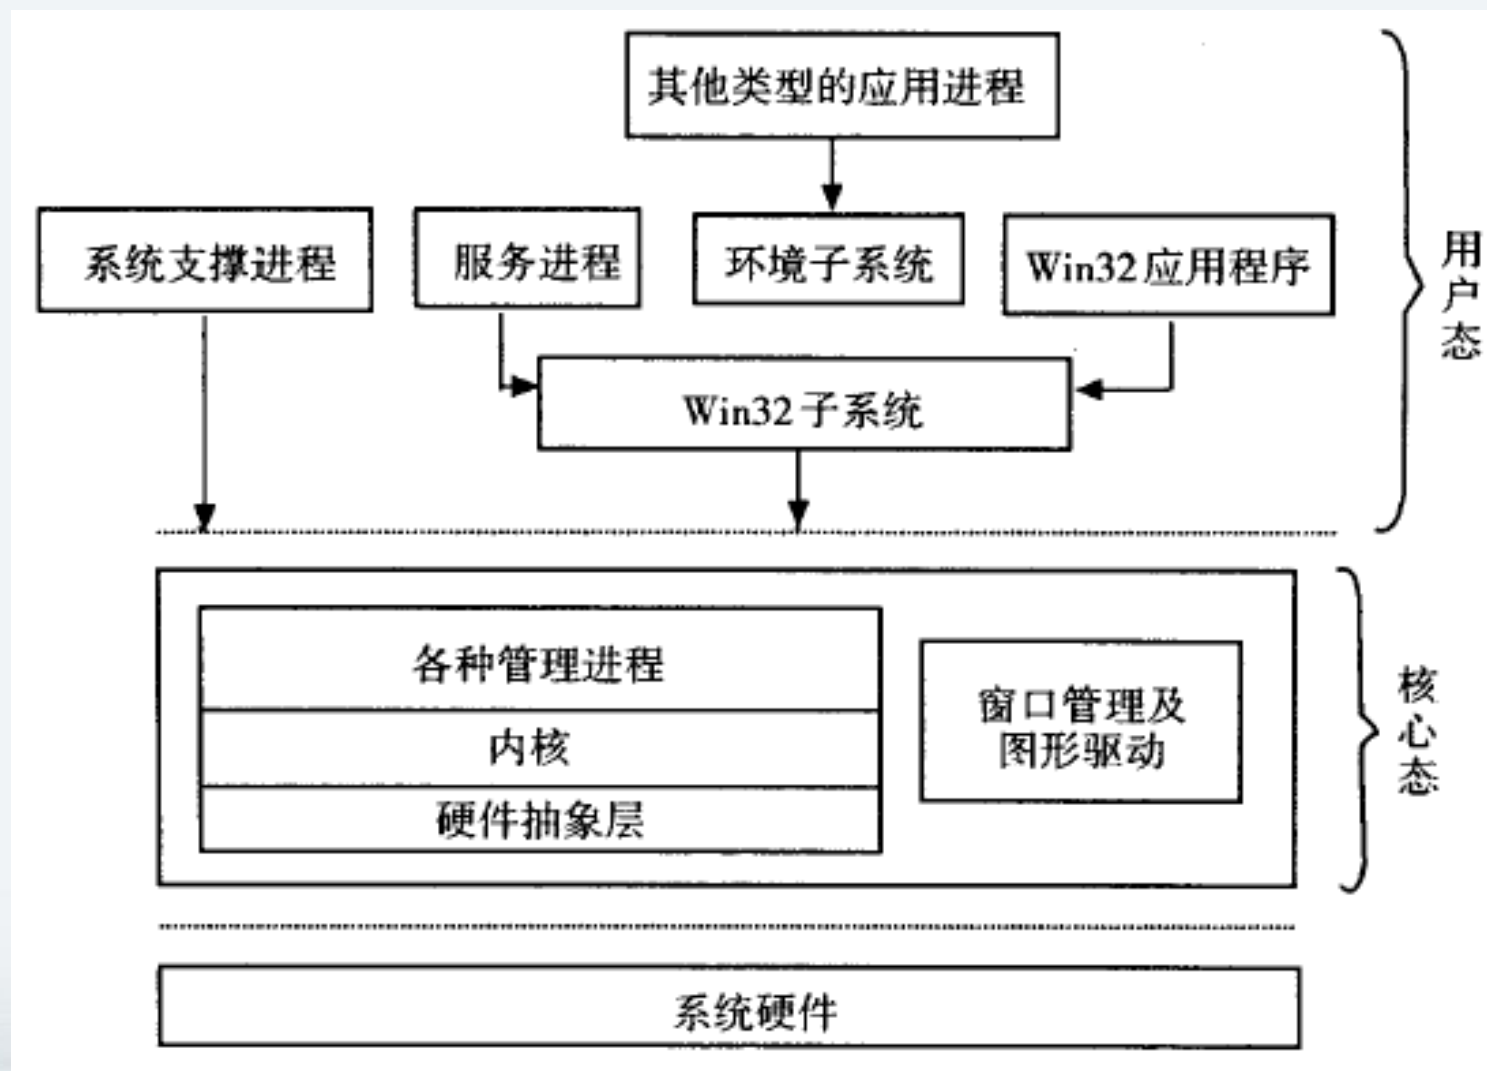 其他类型的应用进程
系统支撑进程
服务进程
环境子系统
Win32应用程序
Win32子系统
用户态
各种管理进程
内核
硬件抽象层
窗口管理及
图形驱动
核心态
系统硬件